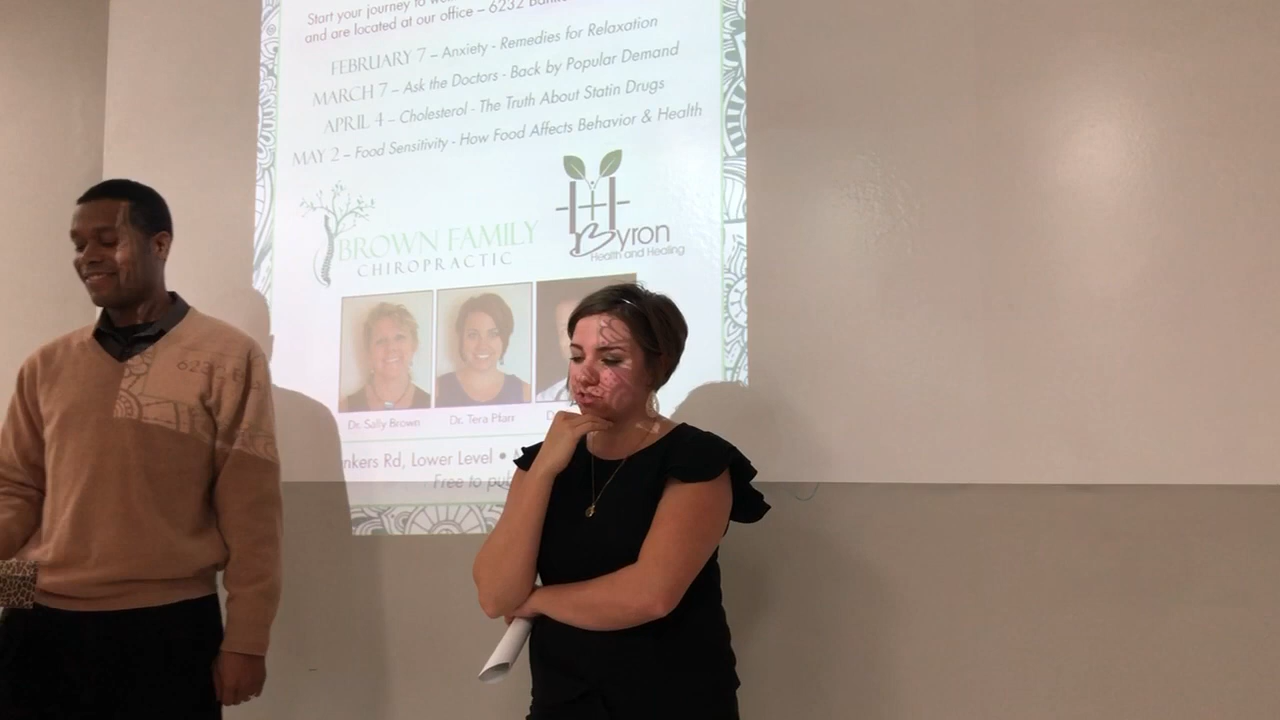 Start your journey to
and are located at our office – 6232
FEBRUARY 7 – Anxiety - Remedies for Relaxation
MARCH 7 – Ask the Doctors - Back by Popular Demand
APRIL 4 – Cholesterol - The Truth About Statin Drugs
MAY 2 – Food Sensitivity - How Food Affects Behavior & Health
BROWN FAMILY
CHIROPRACTIC
H
Byron
Health and Healing
Dr. Sally Brown
Dr. Tera Pfarr
Rd, Lower Level •
Free to
6232